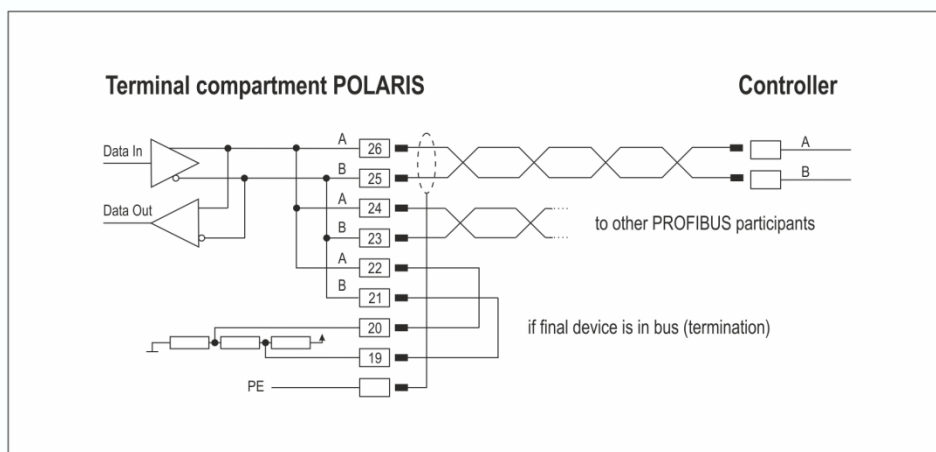 Terminal compartment POLARIS
Controller
Data In
A
26
A
B
25
B
Data Out
A
24
to other PROFIBUS participants
B
23
A
22
B
21
20
if final device is in bus (termination)
19
PE